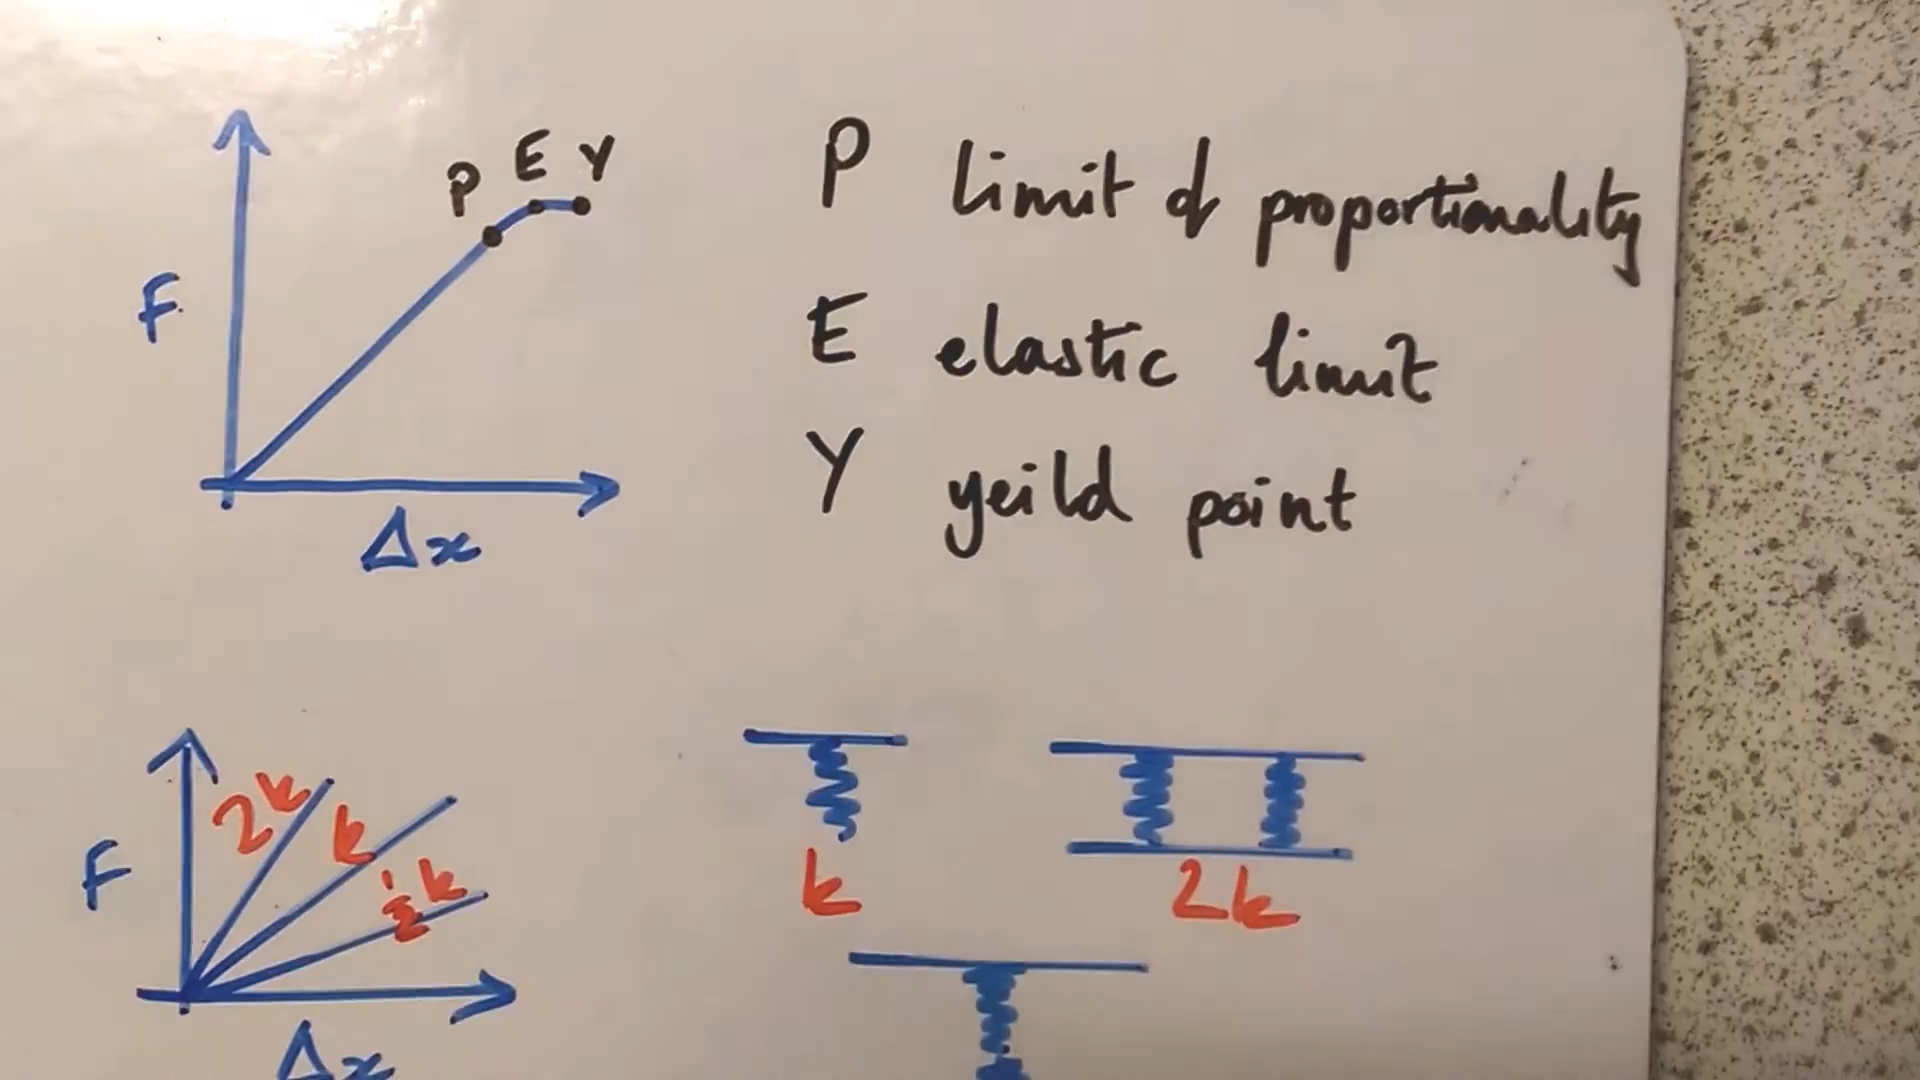 P E Y
F
Δx
P limit of proportionality
E elastic limit
Y yeild point
2k
k
½k
F
Δx
k
2k